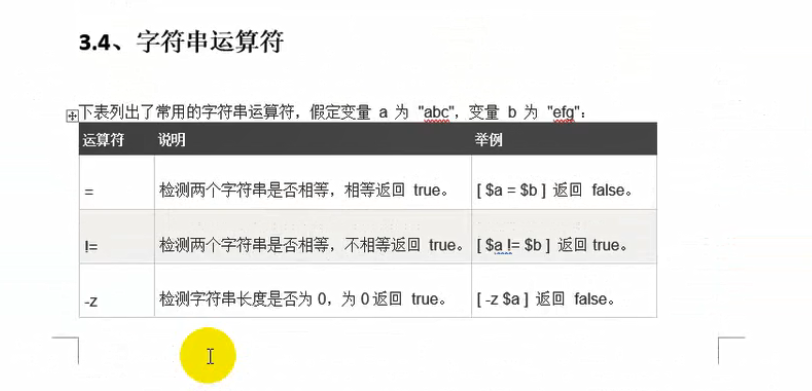 3.4、字符串运算符
下表列出了常用的字符串运算符，假定变量 a 为 "abc"，变量 b 为 "efg"：
运算符 说明 举例
= 检测两个字符串是否相等，相等返回 true。 [ $a = $b ] 返回 false。
!= 检测两个字符串是否相等，不相等返回 true。 [ $a != $b ] 返回 true。
-z 检测字符串长度是否为 0，为 0 返回 true。 [ -z $a ] 返回 false。